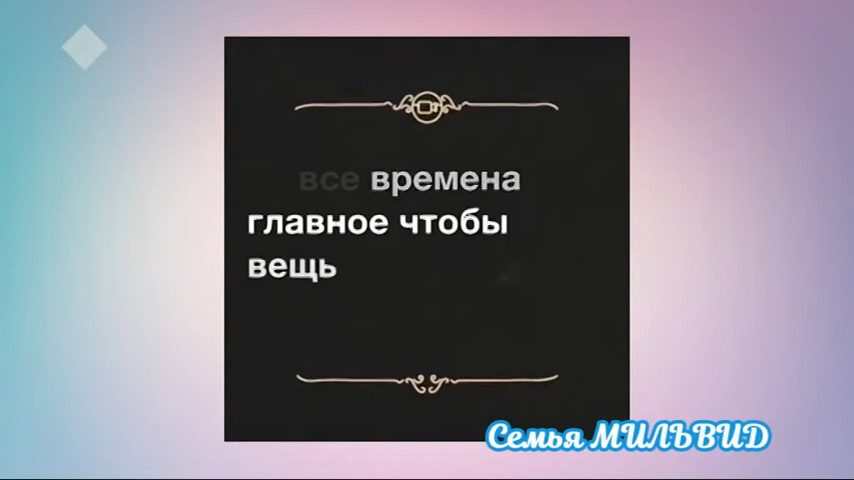 все времена
главное чтобы
вещь
Семья МИЛЬВИД